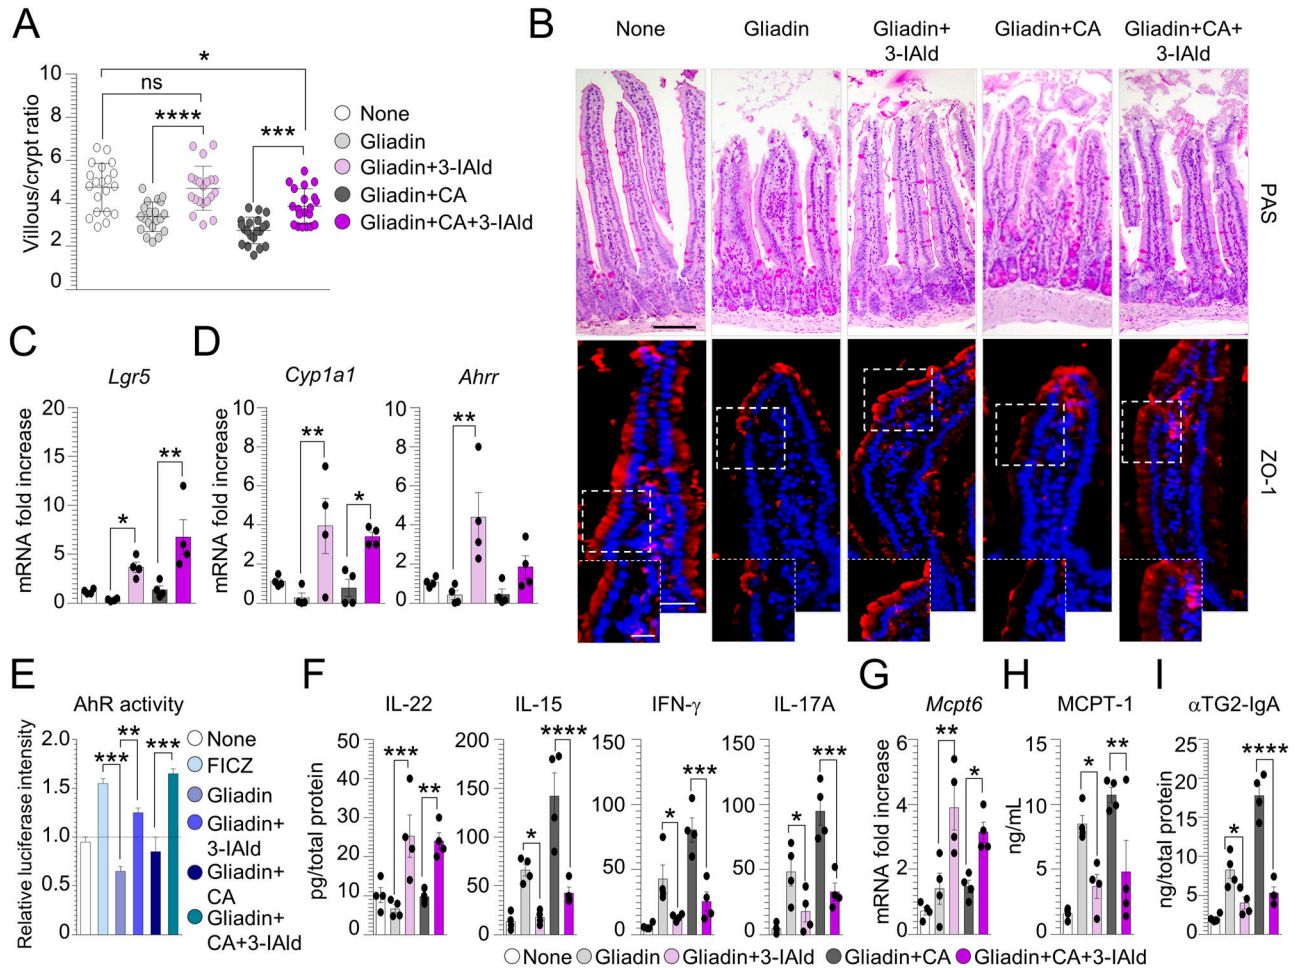 A
Villous/crypt ratio
10
8
6
4
2
0
*
ns
****
***
None
Gliadin
Gliadin+3-IAld
Gliadin+CA
Gliadin+CA+3-IAld
B
None
Gliadin
Gliadin+
3-IAld
Gliadin+CA
Gliadin+CA+
3-IAld
PAS
ZO-1
C
Lgr5
mRNA fold increase
20
15
10
5
0
*
**
D
Cyp1a1
mRNA fold increase
10
8
6
4
2
0
**
*
Ahrr
10
8
6
4
2
0
**
E
AhR activity
Relative luciferase intensity
2.0
1.5
1.0
0.5
0
***
**
***
None
FICZ
Gliadin
Gliadin+
3-IAld
Gliadin+
CA
Gliadin+
CA+3-IAld
F
IL-22
pg/total protein
50
40
30
20
10
0
***
**
IL-15
200
150
100
50
0
*
****
IFN-γ
150
100
50
0
*
***
IL-17A
150
100
50
0
*
***
G
Mcpt6
mRNA fold increase
6
4
2
0
**
*
H
MCPT-1
ng/mL
15
10
5
0
*
**
I
αTG2-IgA
ng/total protein
25
20
15
10
5
0
*
****
None
Gliadin
Gliadin+3-IAld
Gliadin+CA
Gliadin+CA+3-IAld